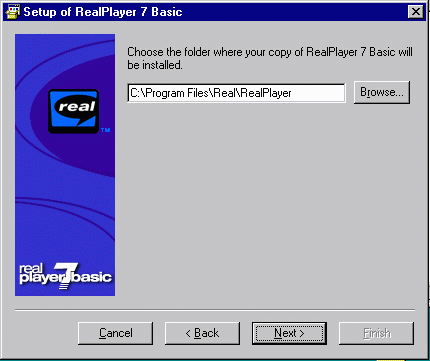 Setup of RealPlayer 7 Basic
Choose the folder where your copy of RealPlayer 7 Basic will
be installed.
C:\Program Files\Real\RealPlayer
Browse...
real
TM
real
player 7 basic
Cancel
< Back
Next >
Finish